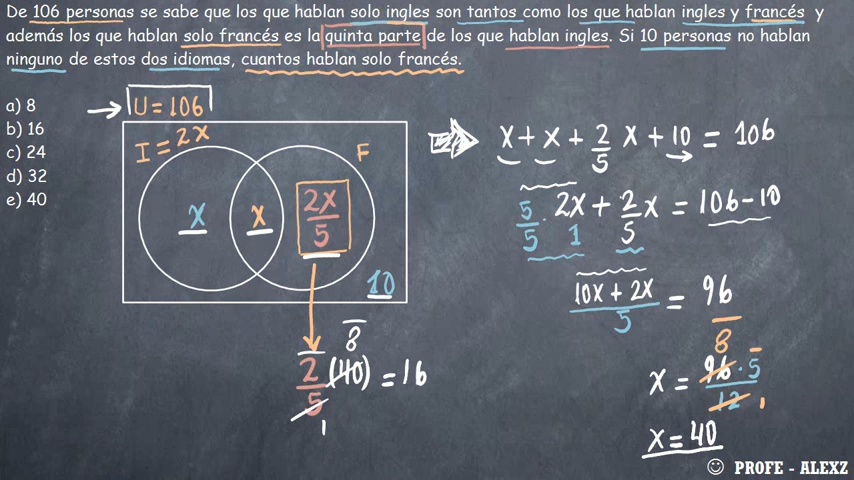 De 106 personas se sabe que los que hablan solo ingles son tantos como los que hablan ingles y francés y
además los que hablan solo francés es la quinta parte de los que hablan ingles. Si 10 personas no hablan
ninguno de estos dos idiomas, cuantos hablan solo francés.
a) 8
b) 16
c) 24
d) 32
e) 40
U = 106
I = 2x
F
x
x
2x/5
10
8
2/5 (40) = 16
1
x + x + 2/5 x + 10 = 106
5/5 · 2x/1 + 2/5 x = 106 - 10
10x + 2x / 5 = 96
8
x = 96 · 5 / 12
1
x = 40
PROFE - ALEXZ